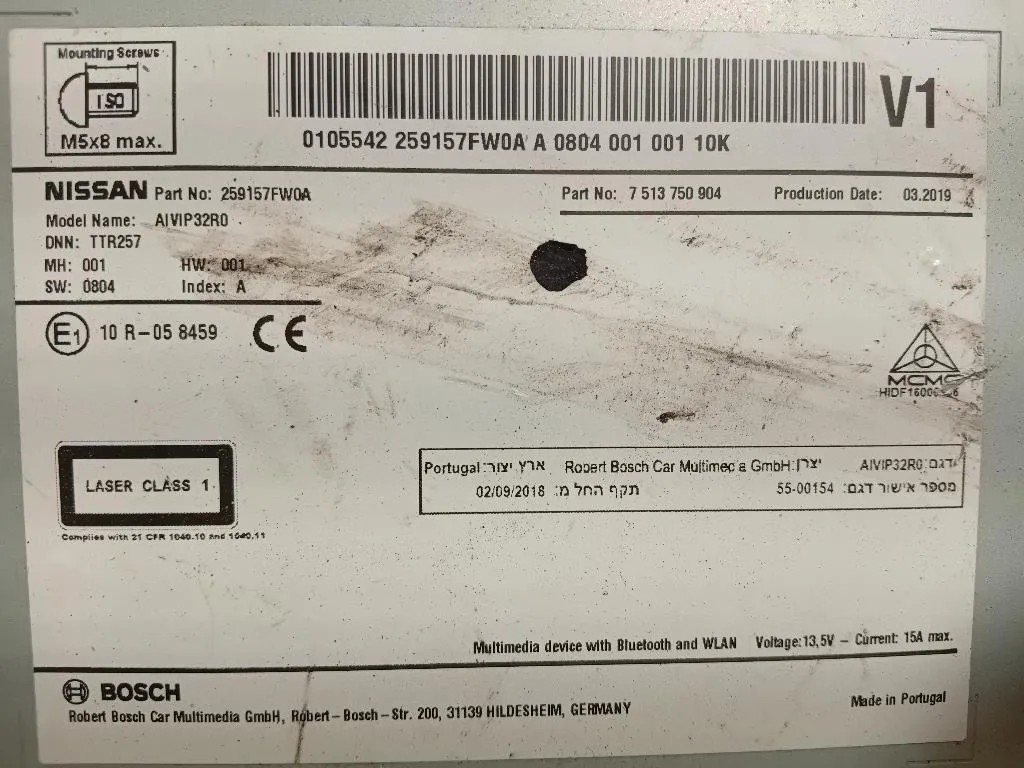 Mounting Screws
ISO
M5x8 max.
V1
0105542 259157FW0A A 0804 001 001 10K
NISSAN Part No: 259157FW0A
Part No: 7 513 750 904 Production Date: 03.2019
Model Name: AIVIP32R0
DNN: TTR257
MH: 001 HW: 001
SW: 0804 Index: A
E1 10 R-05 8459 CE
MCMC
LASER CLASS 1
Complies with 21 CFR 1040.10 and 1040.11
דגם: AIVIP32R0 יצרן: Robert Bosch Car Multimedia GmbH ארץ יצור: Portugal
מספר אישור דגם: 55-00154 תקף החל מ: 02/09/2018
Multimedia device with Bluetooth and WLAN Voltage:13,5V – Current: 15A max.
BOSCH
Robert Bosch Car Multimedia GmbH, Robert–Bosch–Str. 200, 31139 HILDESHEIM, GERMANY
Made in Portugal